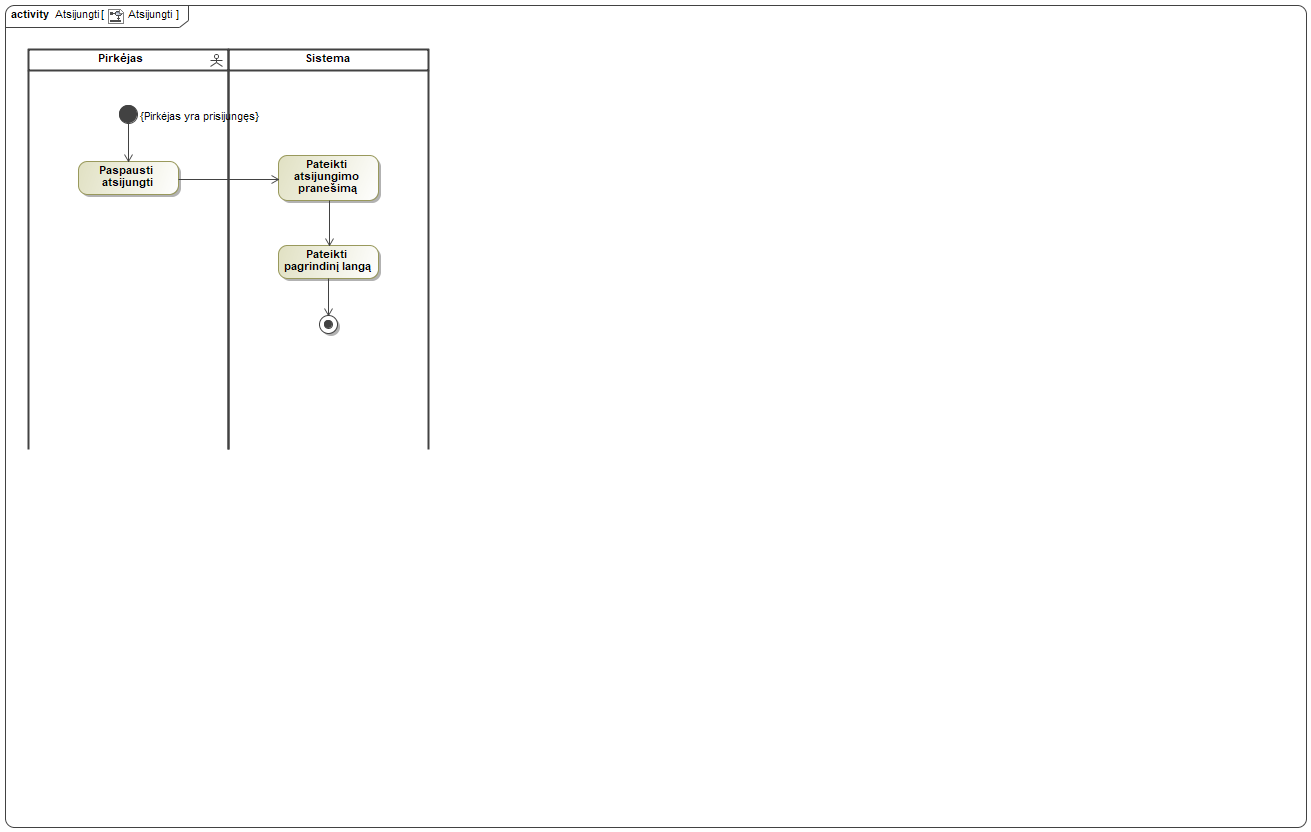 activity Atsijungti [ Atsijungti ]
Pirkėjas
Sistema
{Pirkėjas yra prisijungęs}
Paspausti
atsijungti
Pateikti
atsijungimo
pranešimą
Pateikti
pagrindinį langą